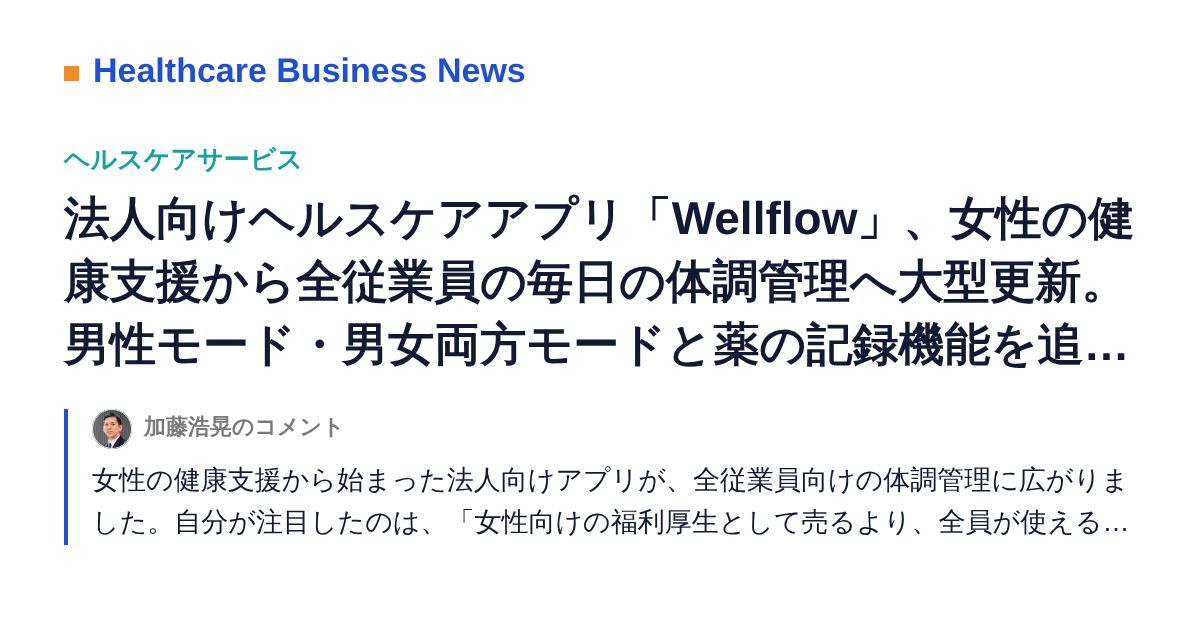 Healthcare Business News
ヘルスケアサービス
法人向けヘルスケアアプリ「Wellflow」、女性の健
康支援から全従業員の毎日の体調管理へ大型更新。
男性モード・男女両方モードと薬の記録機能を追…
加藤浩晃のコメント
女性の健康支援から始まった法人向けアプリが、全従業員向けの体調管理に広がりま
した。自分が注目したのは、「女性向けの福利厚生として売るより、全員が使える…